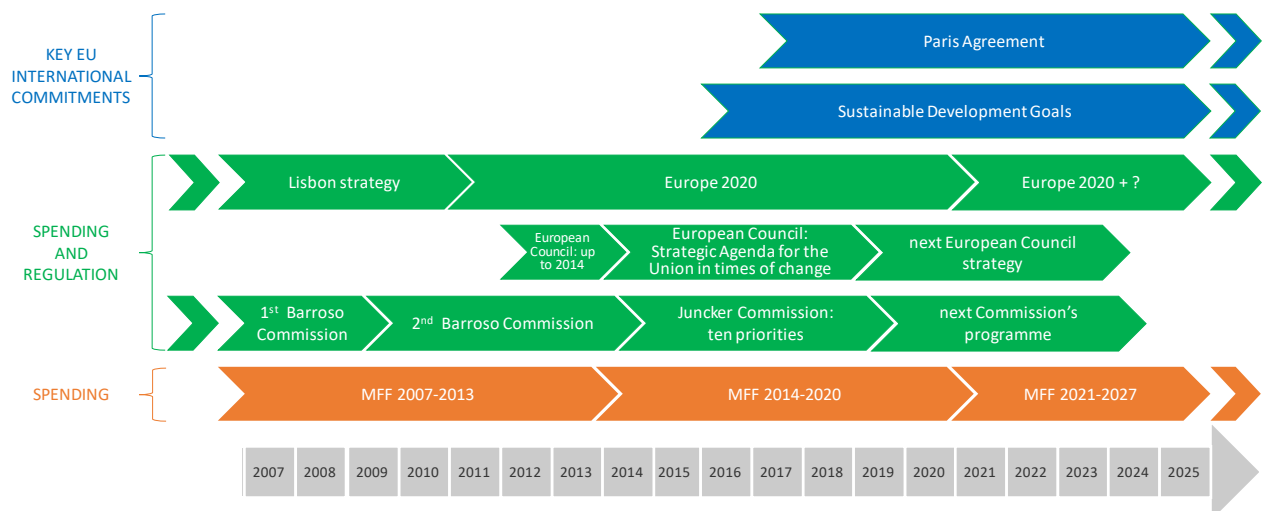 KEY EU
INTERNATIONAL
COMMITMENTS
Paris Agreement
Sustainable Development Goals
SPENDING
AND
REGULATION
Lisbon strategy
Europe 2020
Europe 2020 + ?
European
Council: up
to 2014
European Council:
Strategic Agenda for the
Union in times of change
next European Council
strategy
1st Barroso
Commission
2nd Barroso Commission
Juncker Commission:
ten priorities
next Commission's
programme
SPENDING
MFF 2007-2013
MFF 2014-2020
MFF 2021-2027
2007 2008 2009 2010 2011 2012 2013 2014 2015 2016 2017 2018 2019 2020 2021 2022 2023 2024 2025